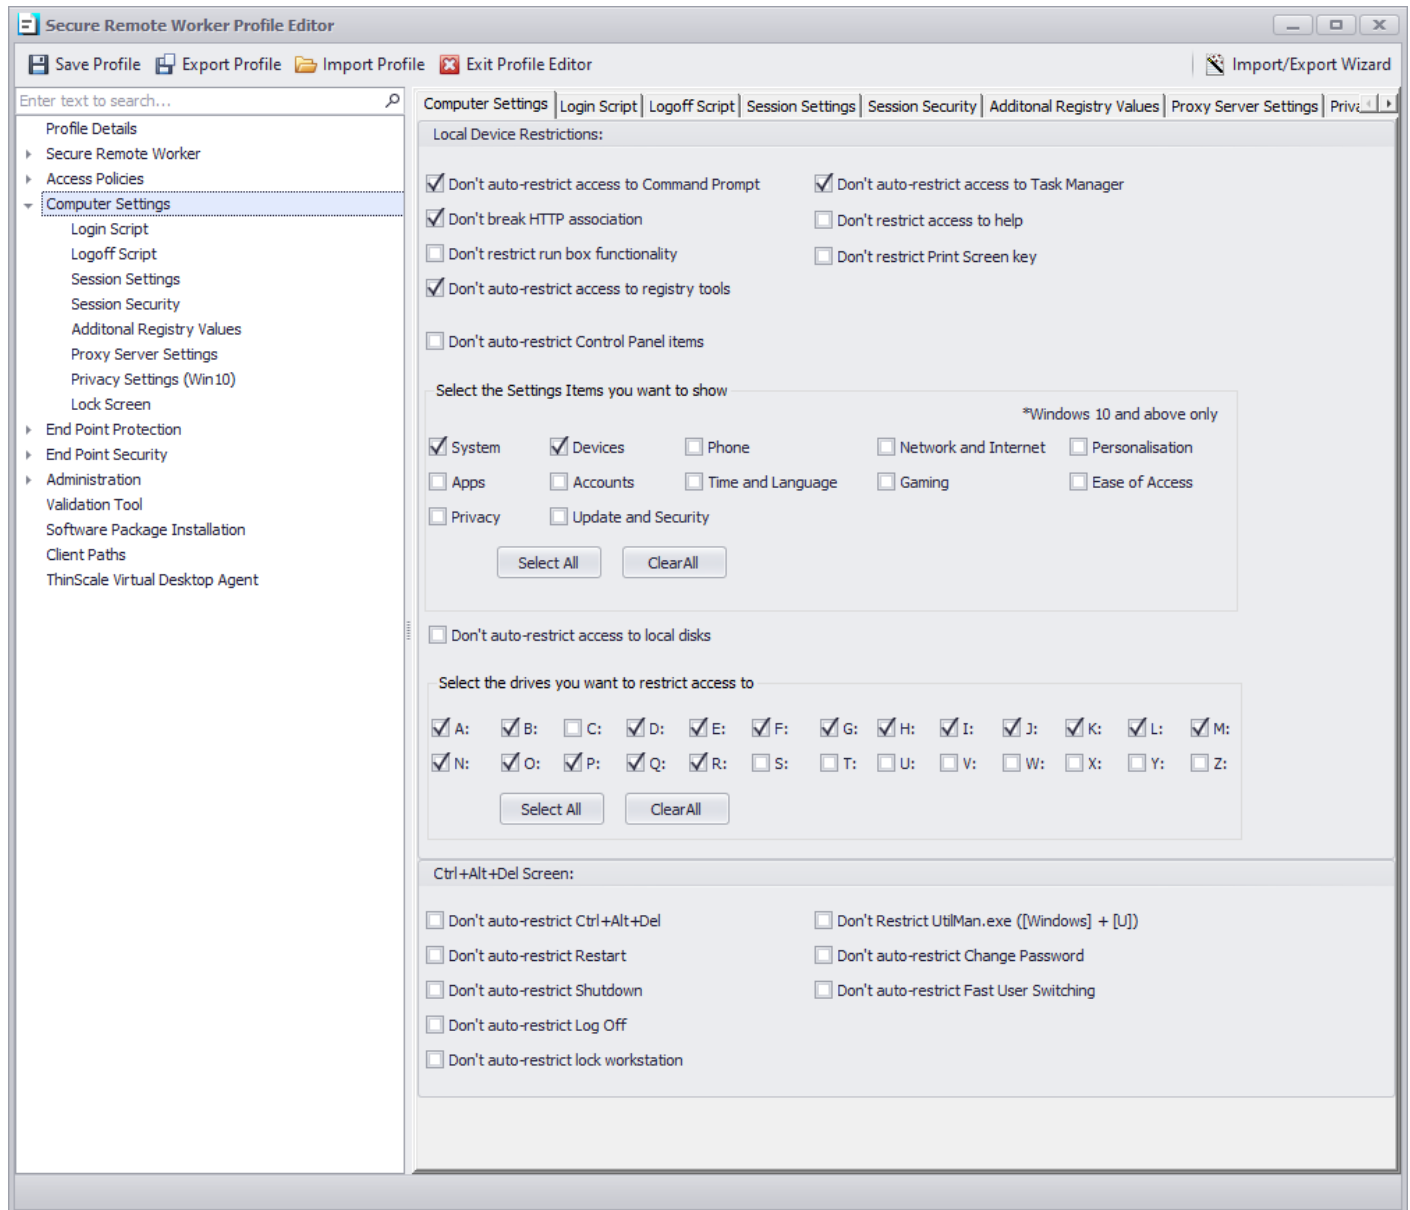 Secure Remote Worker Profile Editor
Save Profile Export Profile Import Profile Exit Profile Editor Import/Export Wizard
Enter text to search...
Profile Details
Secure Remote Worker
Access Policies
Computer Settings
Login Script
Logoff Script
Session Settings
Session Security
Additonal Registry Values
Proxy Server Settings
Privacy Settings (Win10)
Lock Screen
End Point Protection
End Point Security
Administration
Validation Tool
Software Package Installation
Client Paths
ThinScale Virtual Desktop Agent
Computer Settings Login Script Logoff Script Session Settings Session Security Additonal Registry Values Proxy Server Settings Priva
Local Device Restrictions:
Don't auto-restrict access to Command Prompt Don't auto-restrict access to Task Manager
Don't break HTTP association Don't restrict access to help
Don't restrict run box functionality Don't restrict Print Screen key
Don't auto-restrict access to registry tools
Don't auto-restrict Control Panel items
Select the Settings Items you want to show
*Windows 10 and above only
System Devices Phone Network and Internet Personalisation
Apps Accounts Time and Language Gaming Ease of Access
Privacy Update and Security
Select All ClearAll
Don't auto-restrict access to local disks
Select the drives you want to restrict access to
A: B: C: D: E: F: G: H: I: J: K: L: M:
N: O: P: Q: R: S: T: U: V: W: X: Y: Z:
Select All ClearAll
Ctrl+Alt+Del Screen:
Don't auto-restrict Ctrl+Alt+Del Don't Restrict UtilMan.exe ([Windows] + [U])
Don't auto-restrict Restart Don't auto-restrict Change Password
Don't auto-restrict Shutdown Don't auto-restrict Fast User Switching
Don't auto-restrict Log Off
Don't auto-restrict lock workstation